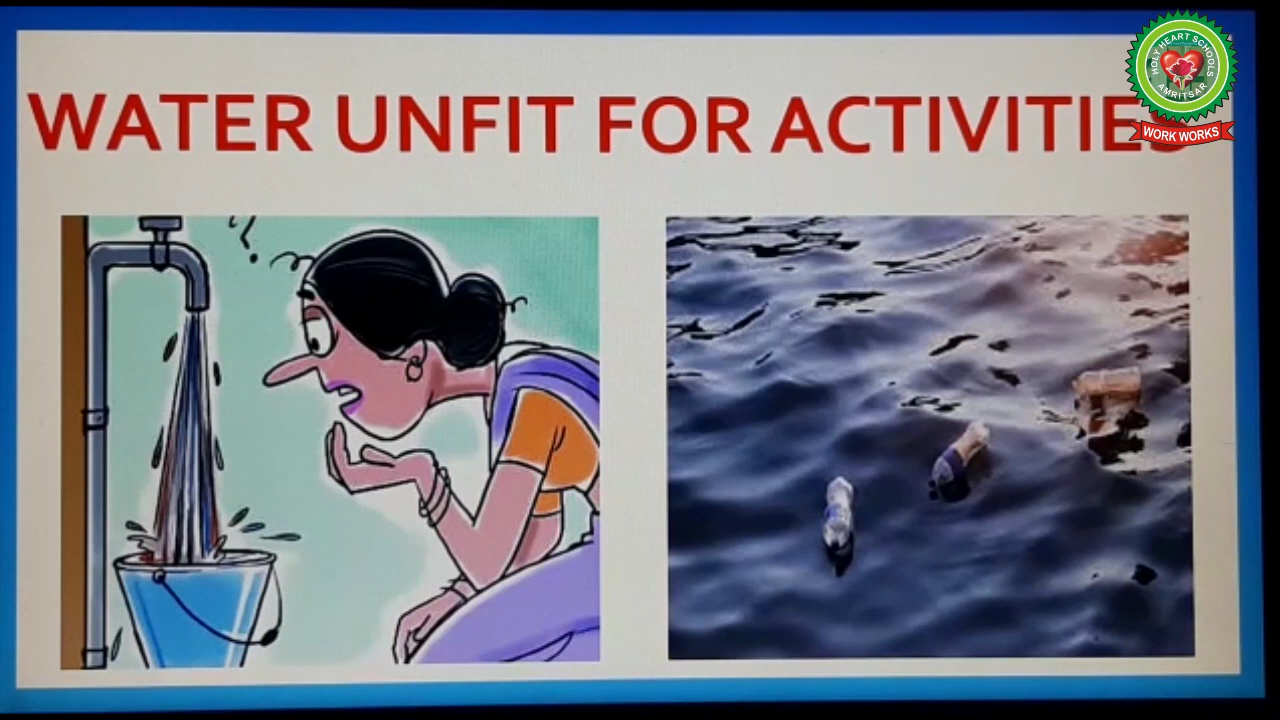 WATER UNFIT FOR ACTIVITIES
HOLY HEART SCHOOLS
AMRITSAR
WORK WORKS